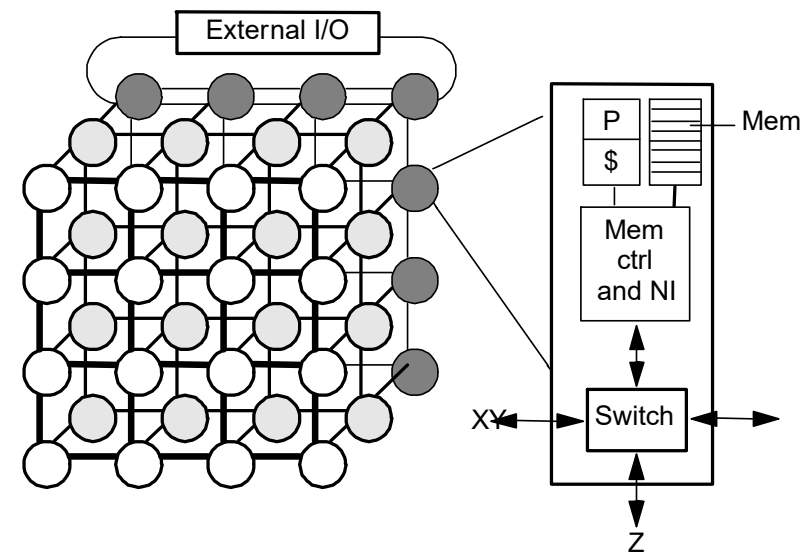 External I/O
P
Mem
$
Mem
ctrl
and NI
XY
Switch
Z